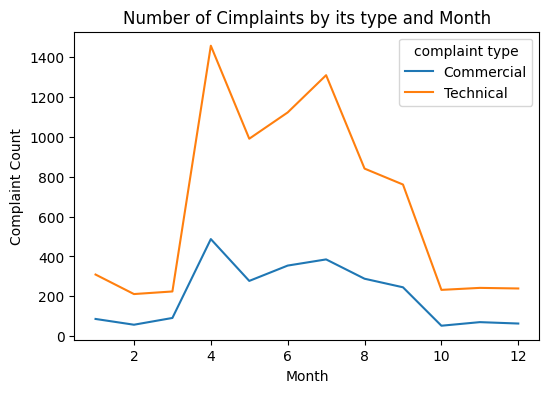 Number of Cimplaints by its type and Month
complaint type
Commercial
Technical
Complaint Count
1400
1200
1000
800
600
400
200
0
2 4 6 8 10 12
Month